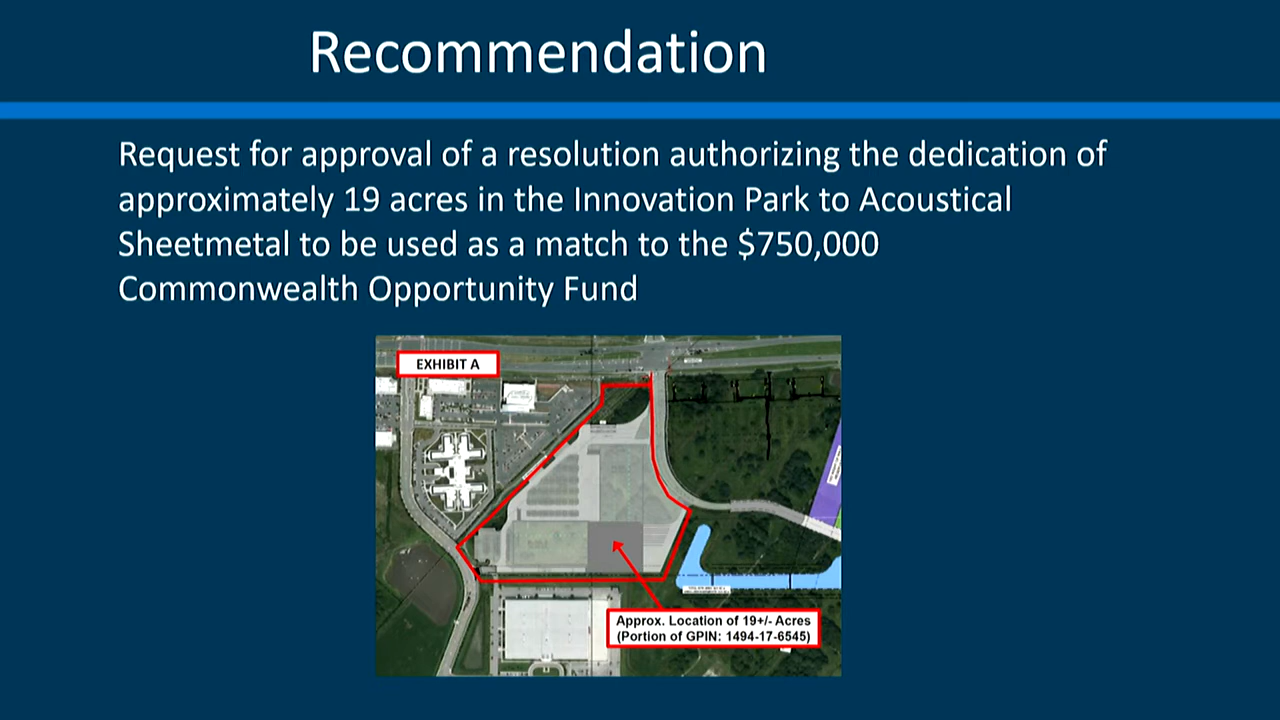 Recommendation
Request for approval of a resolution authorizing the dedication of
approximately 19 acres in the Innovation Park to Acoustical
Sheetmetal to be used as a match to the $750,000
Commonwealth Opportunity Fund
EXHIBIT A
Approx. Location of 19+/- Acres
(Portion of GPIN: 1494-17-6545)